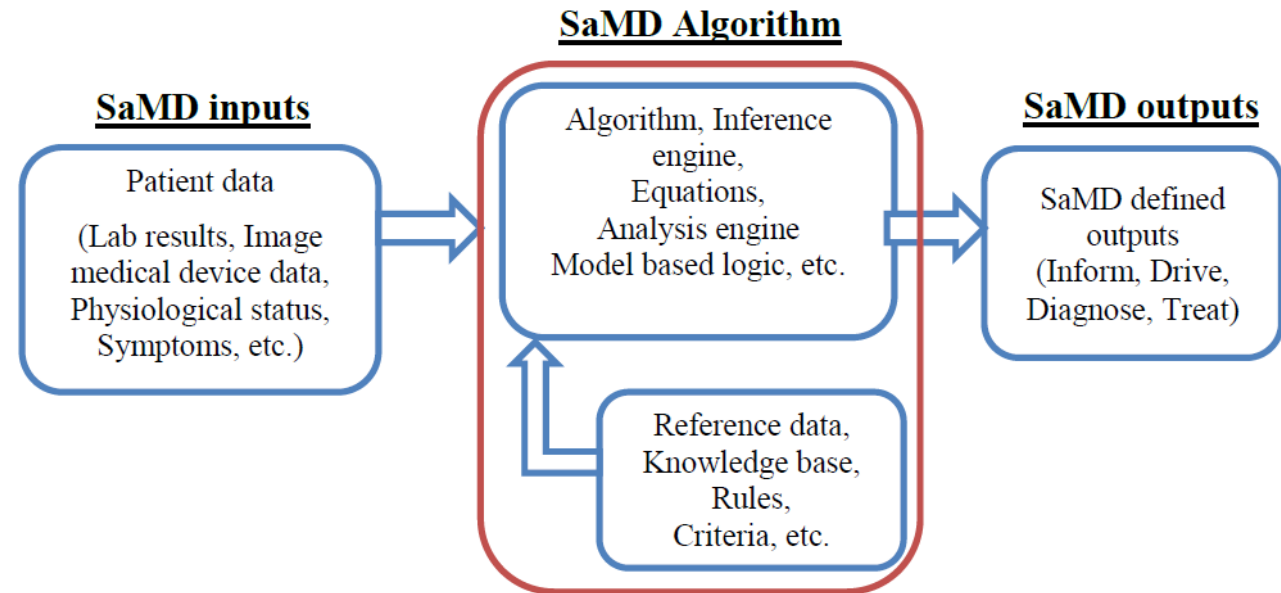 SaMD Algorithm
SaMD inputs
Patient data
(Lab results, Image
medical device data,
Physiological status,
Symptoms, etc.)
Algorithm, Inference
engine,
Equations,
Analysis engine
Model based logic, etc.
Reference data,
Knowledge base,
Rules,
Criteria, etc.
SaMD outputs
SaMD defined
outputs
(Inform, Drive,
Diagnose, Treat)